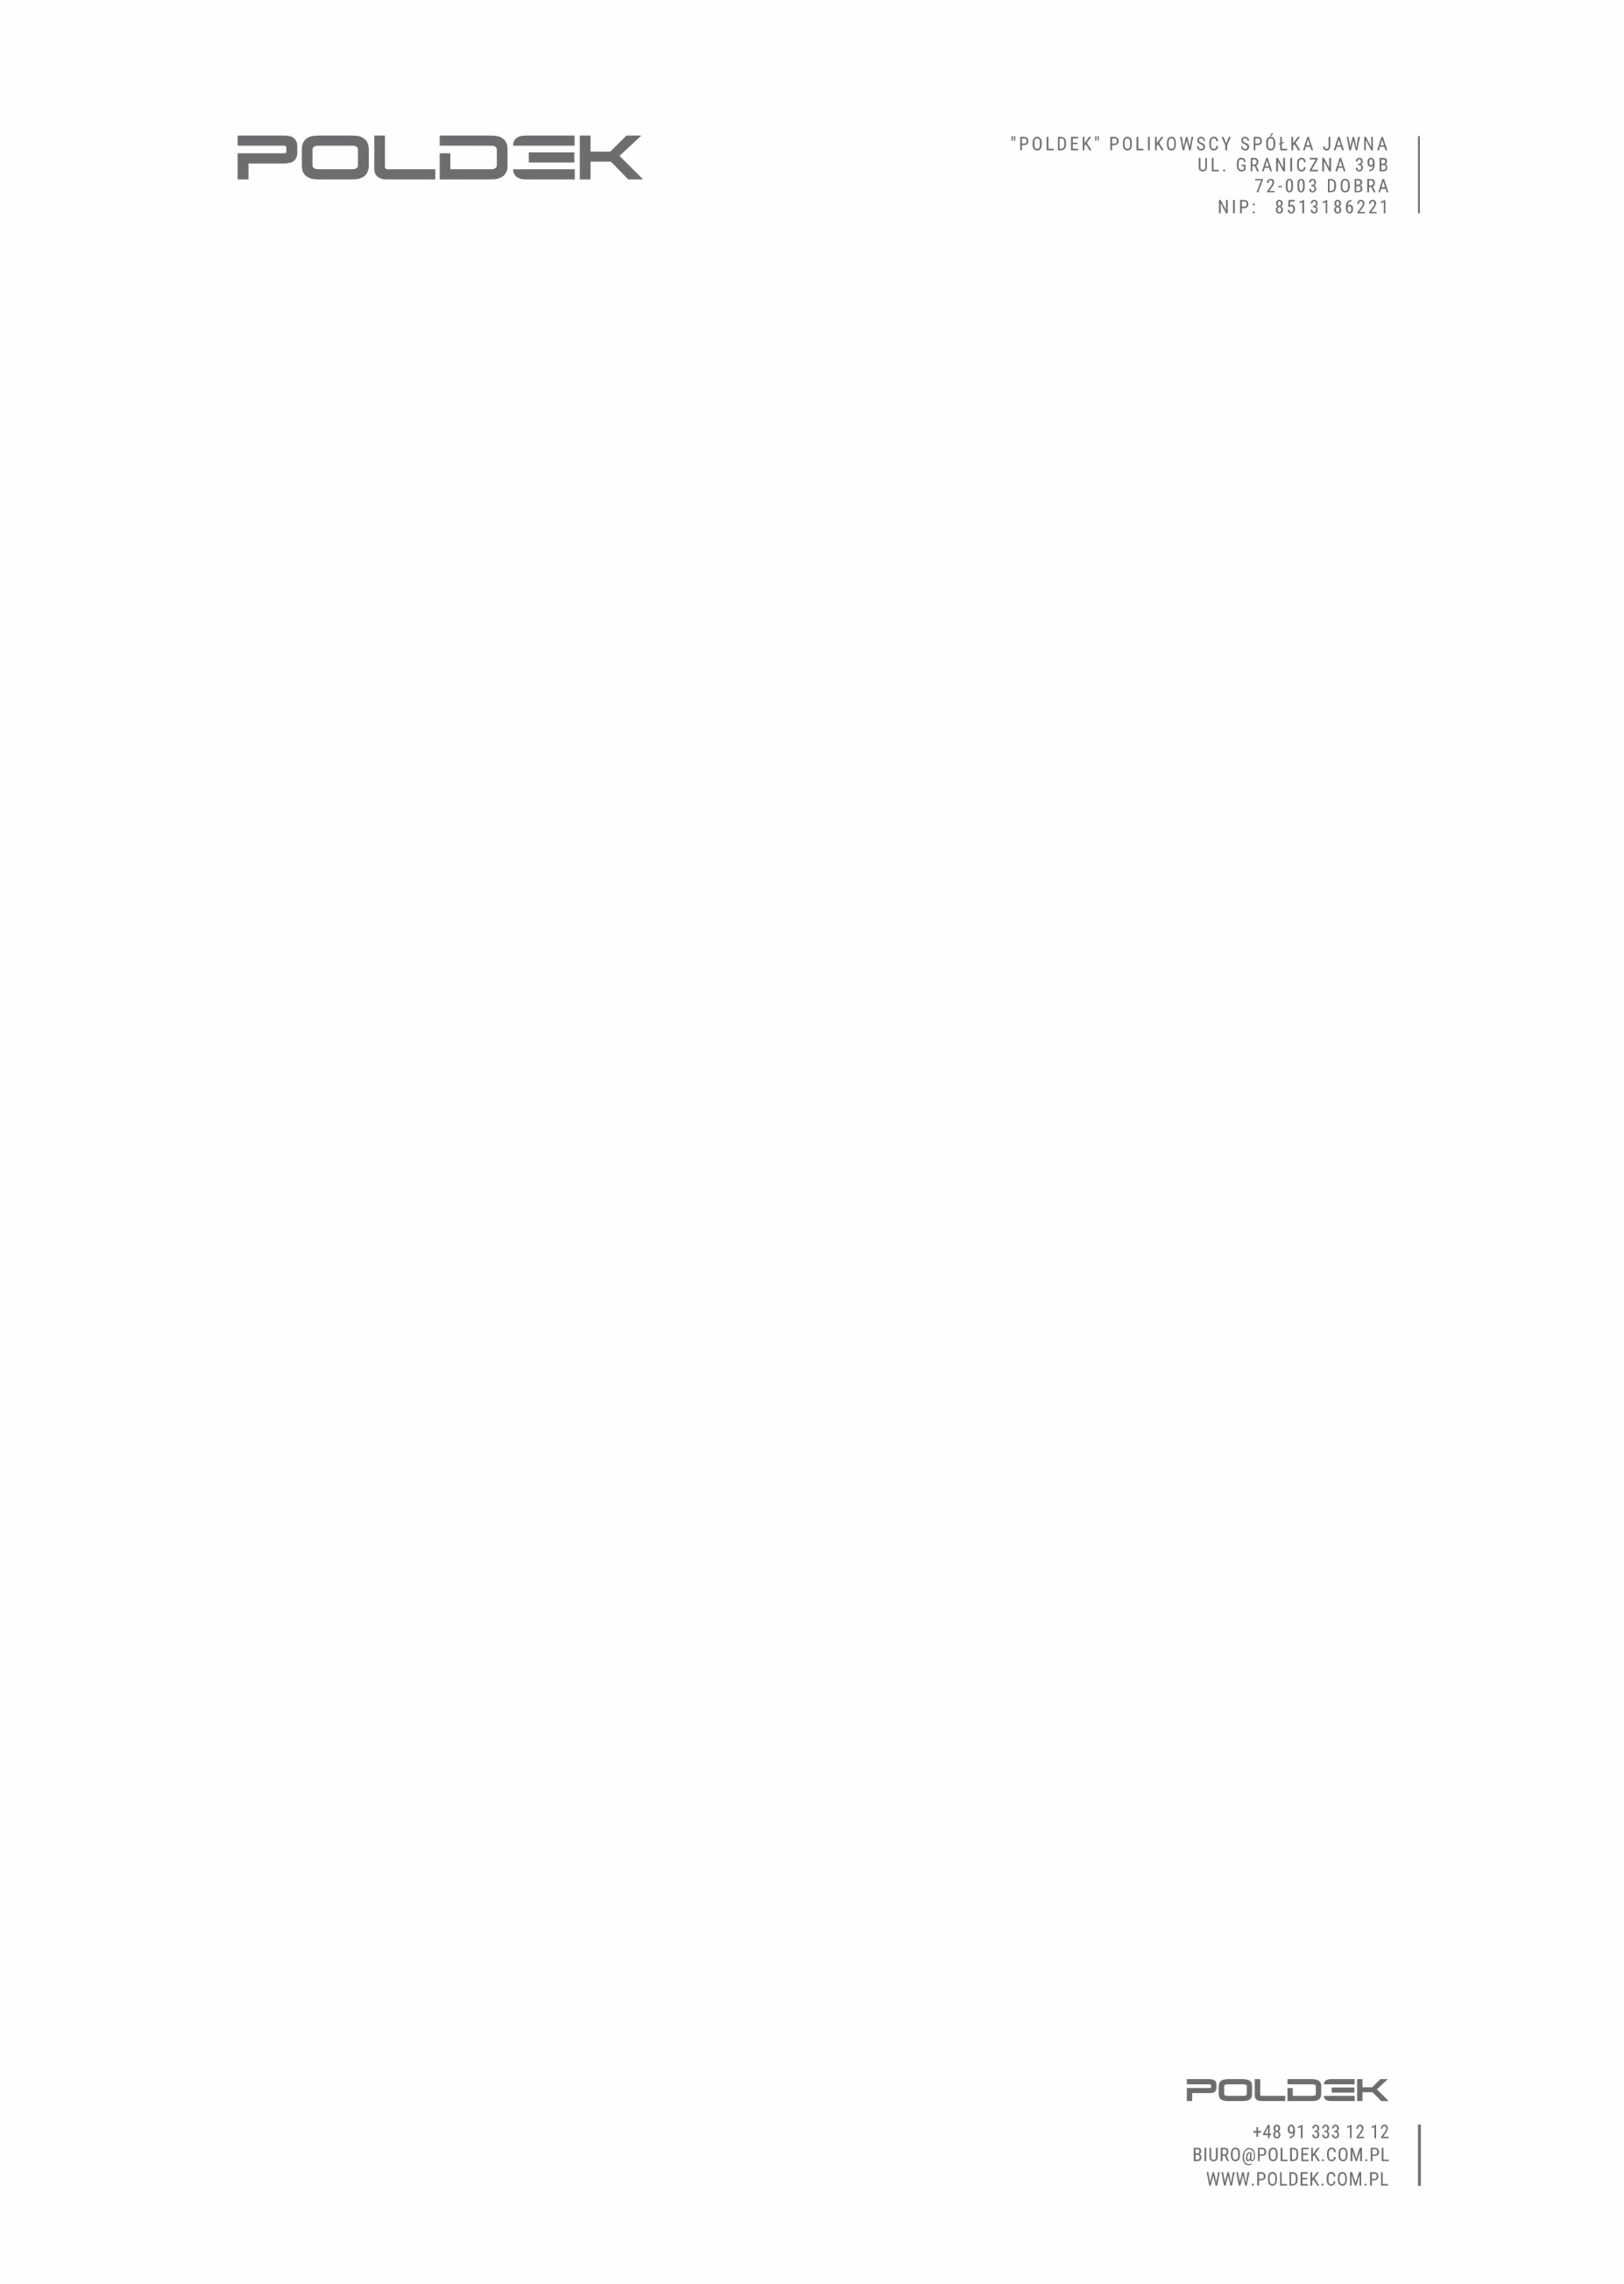 POLDEK
"POLDEK" POLIKOWSCY SPÓŁKA JAWNA
UL. GRANICZNA 39B
72-003 DOBRA
NIP: 8513186221
POLDEK
+48 91 333 12 12
BIURO@POLDEK.COM.PL
WWW.POLDEK.COM.PL